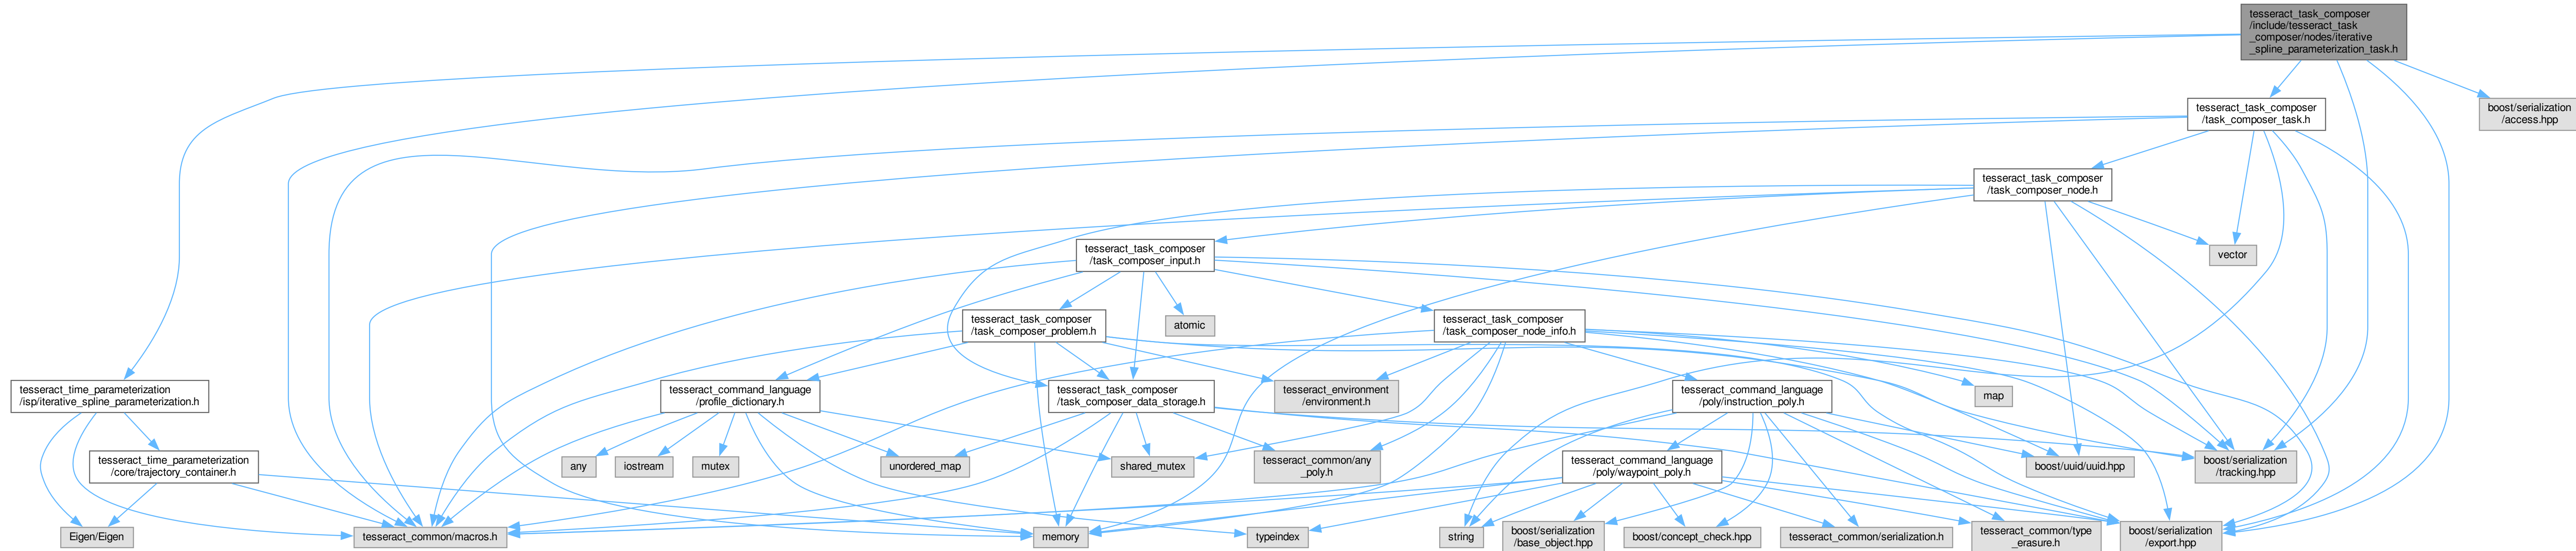 tesseract_task_composer
/include/tesseract_task
_composer/nodes/iterative
_spline_parameterization_task.h
tesseract_task_composer
/task_composer_task.h
boost/serialization
/access.hpp
tesseract_task_composer
/task_composer_node.h
vector
tesseract_task_composer
/task_composer_input.h
tesseract_task_composer
/task_composer_problem.h
atomic
tesseract_task_composer
/task_composer_node_info.h
tesseract_time_parameterization
/isp/iterative_spline_parameterization.h
tesseract_command_language
/profile_dictionary.h
tesseract_task_composer
/task_composer_data_storage.h
tesseract_environment
/environment.h
tesseract_command_language
/poly/instruction_poly.h
map
tesseract_time_parameterization
/core/trajectory_container.h
any
iostream
mutex
unordered_map
shared_mutex
tesseract_common/any
_poly.h
tesseract_command_language
/poly/waypoint_poly.h
boost/uuid/uuid.hpp
boost/serialization
/tracking.hpp
Eigen/Eigen
tesseract_common/macros.h
memory
typeindex
string
boost/serialization
/base_object.hpp
boost/concept_check.hpp
tesseract_common/serialization.h
tesseract_common/type
_erasure.h
boost/serialization
/export.hpp